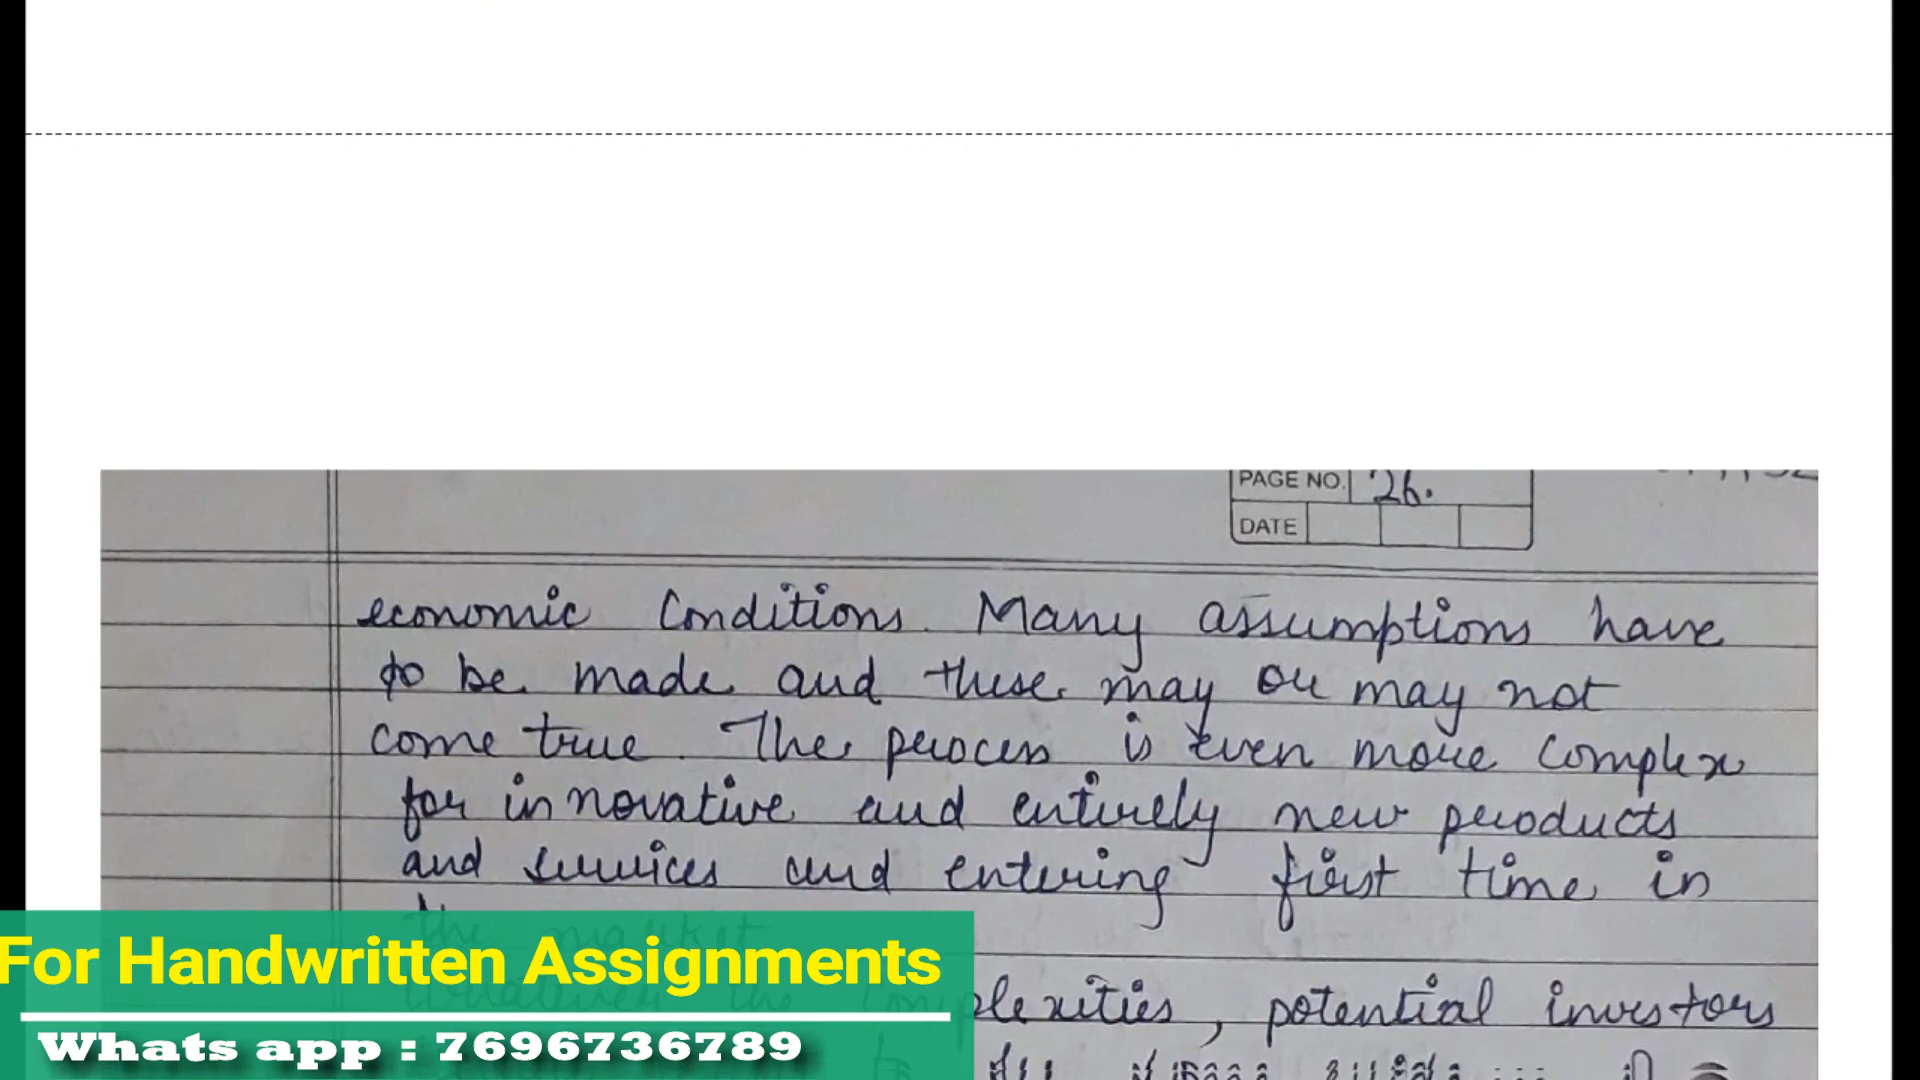 PAGE NO. 26.
DATE
economic Conditions. Many assumptions have
to be made and these may or may not
come true. The process is even more complex
for innovative and entirely new products
and services and entering first time in
the market
the complexities, potential investors
For Handwritten Assignments
Whats app : 7696736789